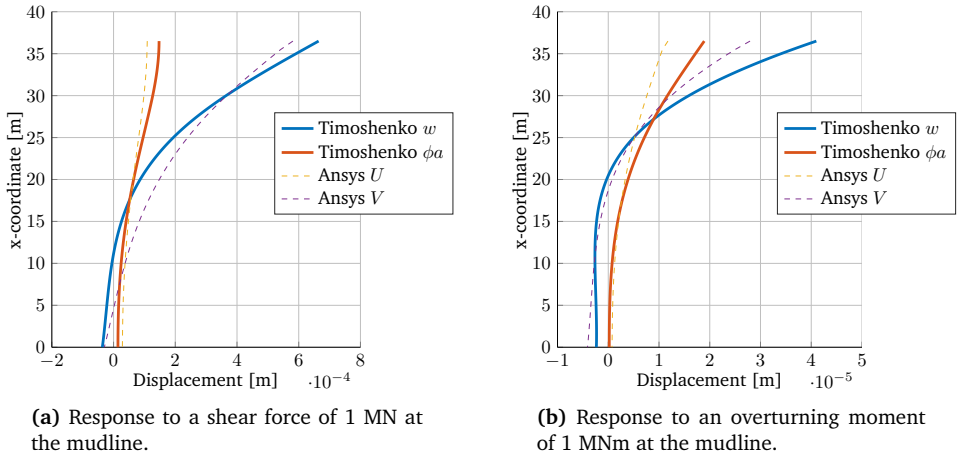 40
35
30
25
20
15
10
5
0
x-coordinate [m]
−2 0 2 4 6 8
Displacement [m] ·10−4
Timoshenko w
Timoshenko ϕa
Ansys U
Ansys V
(a) Response to a shear force of 1 MN at
the mudline.
40
35
30
25
20
15
10
5
0
x-coordinate [m]
−1 0 1 2 3 4 5
Displacement [m] ·10−5
Timoshenko w
Timoshenko ϕa
Ansys U
Ansys V
(b) Response to an overturning moment
of 1 MNm at the mudline.